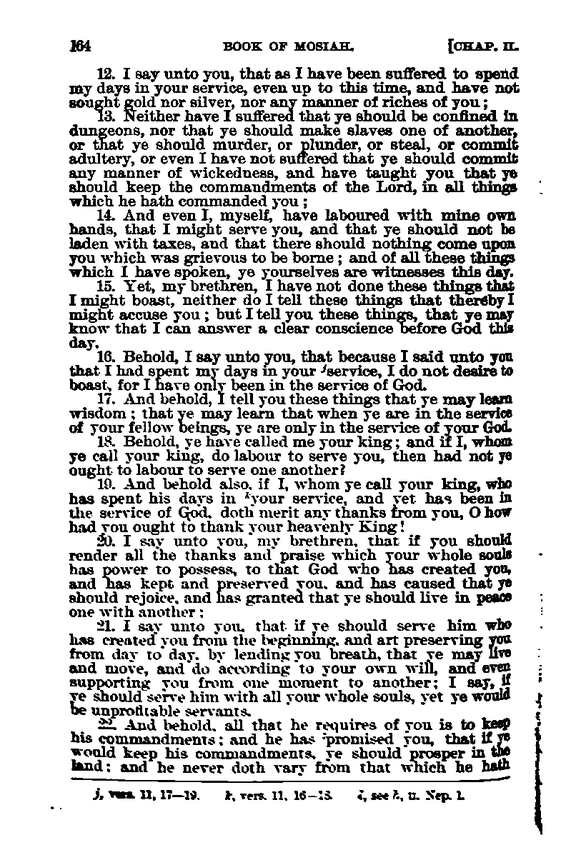 164 BOOK OF MOSIAH. [CHAP. II.
12. I say unto you, that as I have been suffered to spend
my days in your service, even up to this time, and have not
sought gold nor silver, nor any manner of riches of you;
13. Neither have I suffered that ye should be confined in
dungeons, nor that ye should make slaves one of another,
or that ye should murder, or plunder, or steal, or commit
adultery, or even I have not suffered that ye should commit
any manner of wickedness, and have taught you that ye
should keep the commandments of the Lord, in all things
which he hath commanded you;
14. And even I, myself, have laboured with mine own
hands, that I might serve you, and that ye should not be
laden with taxes, and that there should nothing come upon
you which was grievous to be borne; and of all these things
which I have spoken, ye yourselves are witnesses this day.
15. Yet, my brethren, I have not done these things that
I might boast, neither do I tell these things that thereby I
might accuse you; but I tell you these things, that ye may
know that I can answer a clear conscience before God this
day.
16. Behold, I say unto you, that because I said unto you
that I had spent my days in your jservice, I do not desire to
boast, for I have only been in the service of God.
17. And behold, I tell you these things that ye may learn
wisdom; that ye may learn that when ye are in the service
of your fellow beings, ye are only in the service of your God.
18. Behold, ye have called me your king; and if I, whom
ye call your king, do labour to serve you, then had not ye
ought to labour to serve one another?
19. And behold also, if I, whom ye call your king, who
has spent his days in kyour service, and yet has been in
the service of God, doth merit any thanks from you, O how
had you ought to thank your heavenly King!
20. I say unto you, my brethren, that if you should
render all the thanks and praise which your whole souls
has power to possess, to that God who has created you,
and has kept and preserved you, and has caused that ye
should rejoice, and has granted that ye should live in peace
one with another;
21. I say unto you, that if ye should serve him who
has created you from the beginning, and art preserving you
from day to day, by lending you breath, that ye may live
and move, and do according to your own will, and even
supporting you from one moment to another; I say, if
ye should serve him with all your whole souls, yet ye would
be unprofitable servants.
22. And behold, all that he requires of you is to keep
his commandments; and he has promised you, that if ye
would keep his commandments, ye should prosper in the
land; and he never doth vary from that which he hath
j, vers. 11, 17—19. k, vers. 11, 16—18. see h, II. Nep. 1.